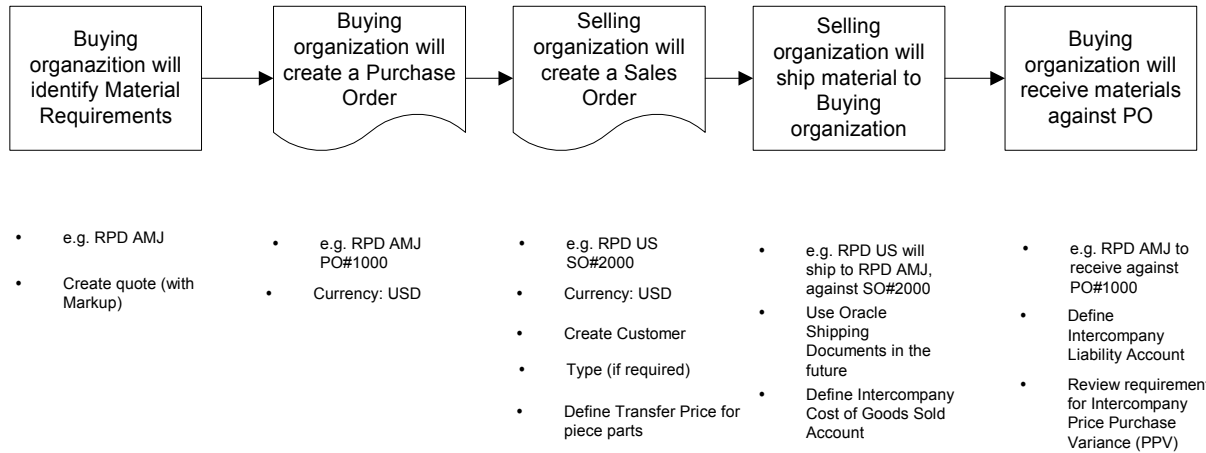 Buying
organazition will
identify Material
Requirements
Buying
organization will
create a Purchase
Order
Selling
organization will
create a Sales
Order
Selling
organization will
ship material to
Buying
organization
Buying
organization will
receive materials
against PO
• e.g. RPD AMJ
• Create quote (with
Markup)
• e.g. RPD AMJ
PO#1000
• Currency: USD
• e.g. RPD US
SO#2000
• Currency: USD
• Create Customer
• Type (if required)
• Define Transfer Price for
piece parts
• e.g. RPD US will
ship to RPD AMJ,
against SO#2000
• Use Oracle
Shipping
Documents in the
future
• Define Intercompany
Cost of Goods Sold
Account
• e.g. RPD AMJ to
receive against
PO#1000
• Define
Intercompany
Liability Account
• Review requirement
for Intercompany
Price Purchase
Variance (PPV)